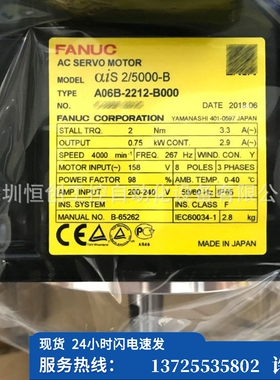 FANUC
AC SERVO MOTOR
MODEL αiS 2/5000-B
TYPE A06B-2212-B000
NO. DATE 2018.06
FANUC CORPORATION YAMANASHI 401-0597 JAPAN
STALL TRQ. 2 Nm 3.3 A(~)
OUTPUT 0.75 kW CONT. 2.9 A(~)
SPEED 4000 min-1 FREQ. 267 Hz WIND. CON. Y
MOTOR INPUT(~) 158 V 8 POLES 3 PHASES
POWER FACTOR 98 % AMB. TEMP. 0-40 °C
AMP INPUT 200-240 V 50/60 Hz IP65
INS. SYSTEM INS. CLASS F
MANUAL NO. B-65262 IEC60034-1 2.8 kg
MADE IN JAPAN
现货 24小时闪电速发
服务热线: 13725535802